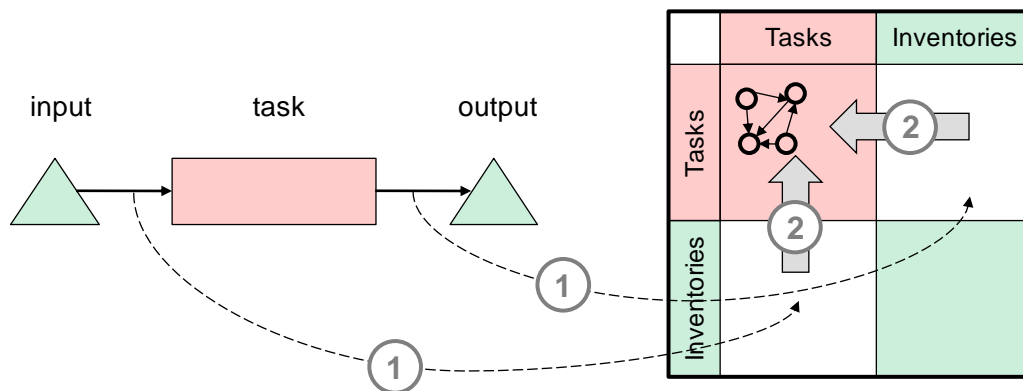 Tasks
Inventories
input
task
output
Tasks
2
2
Inventories
1
1